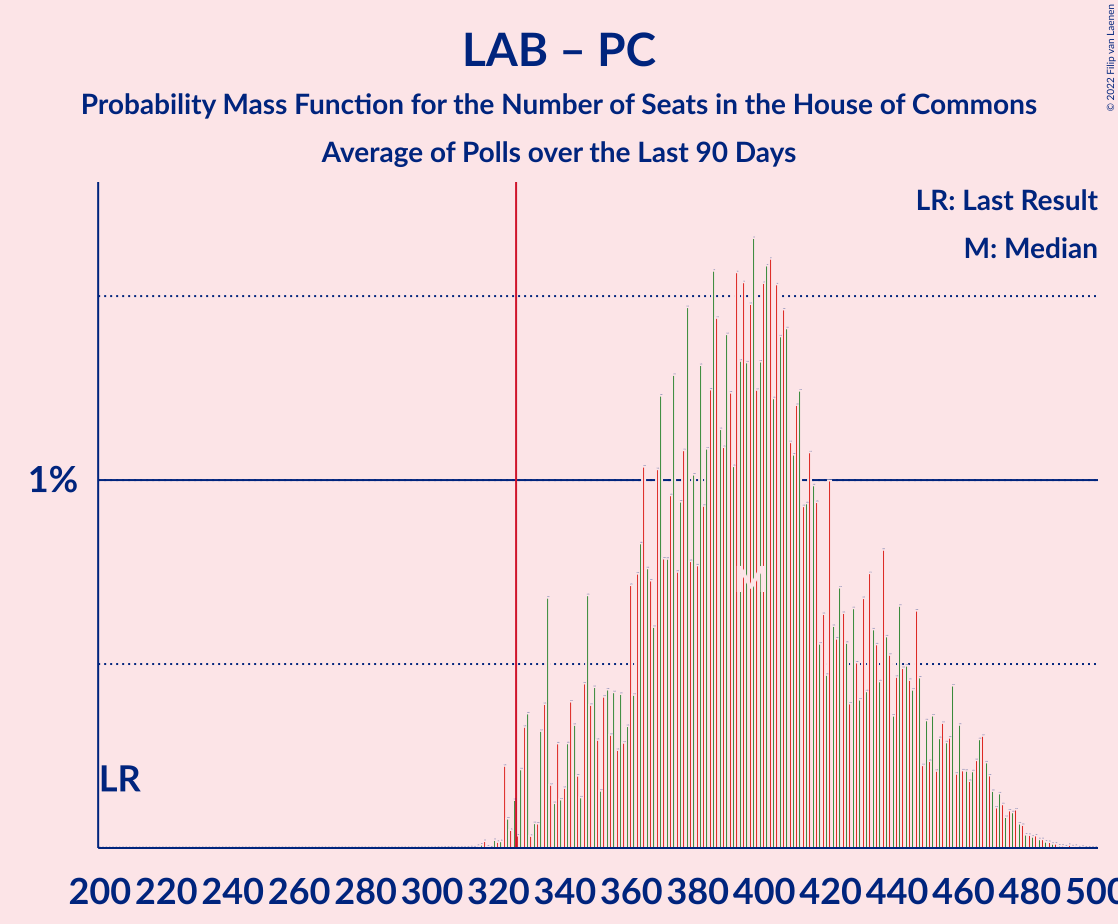 LAB – PC
Probability Mass Function for the Number of Seats in the House of Commons
Average of Polls over the Last 90 Days
© 2022 Filip van Laenen
LR: Last Result
M: Median
1%
LR
M
200 220 240 260 280 300 320 340 360 380 400 420 440 460 480 500